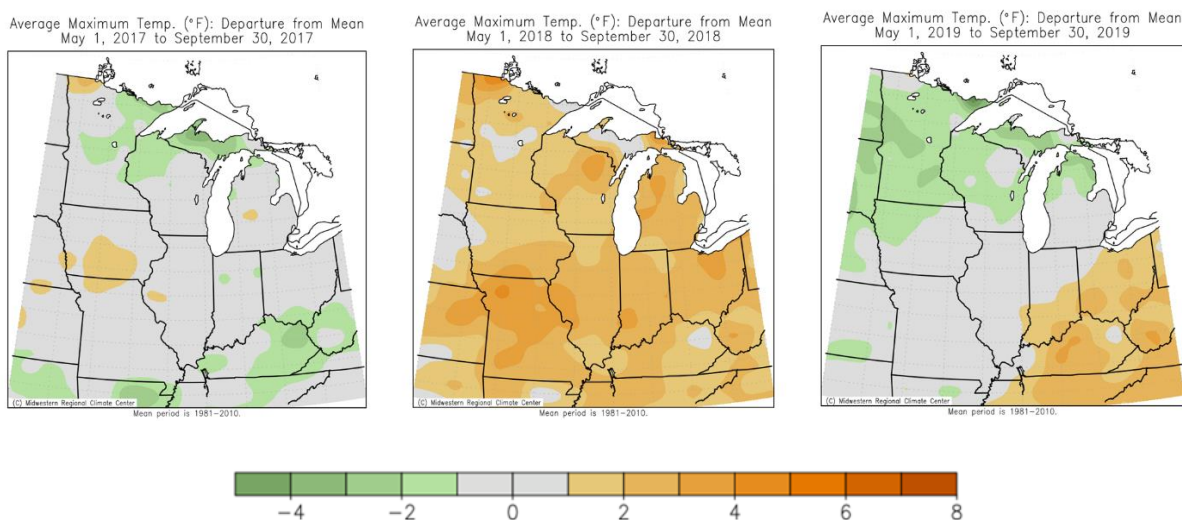 Average Maximum Temp. (°F): Departure from Mean
May 1, 2017 to September 30, 2017
(C) Midwestern Regional Climate Center
Mean period is 1981-2010.
Average Maximum Temp. (°F): Departure from Mean
May 1, 2018 to September 30, 2018
(C) Midwestern Regional Climate Center
Mean period is 1981-2010.
Average Maximum Temp. (°F): Departure from Mean
May 1, 2019 to September 30, 2019
(C) Midwestern Regional Climate Center
Mean period is 1981-2010.
-4 -2 0 2 4 6 8